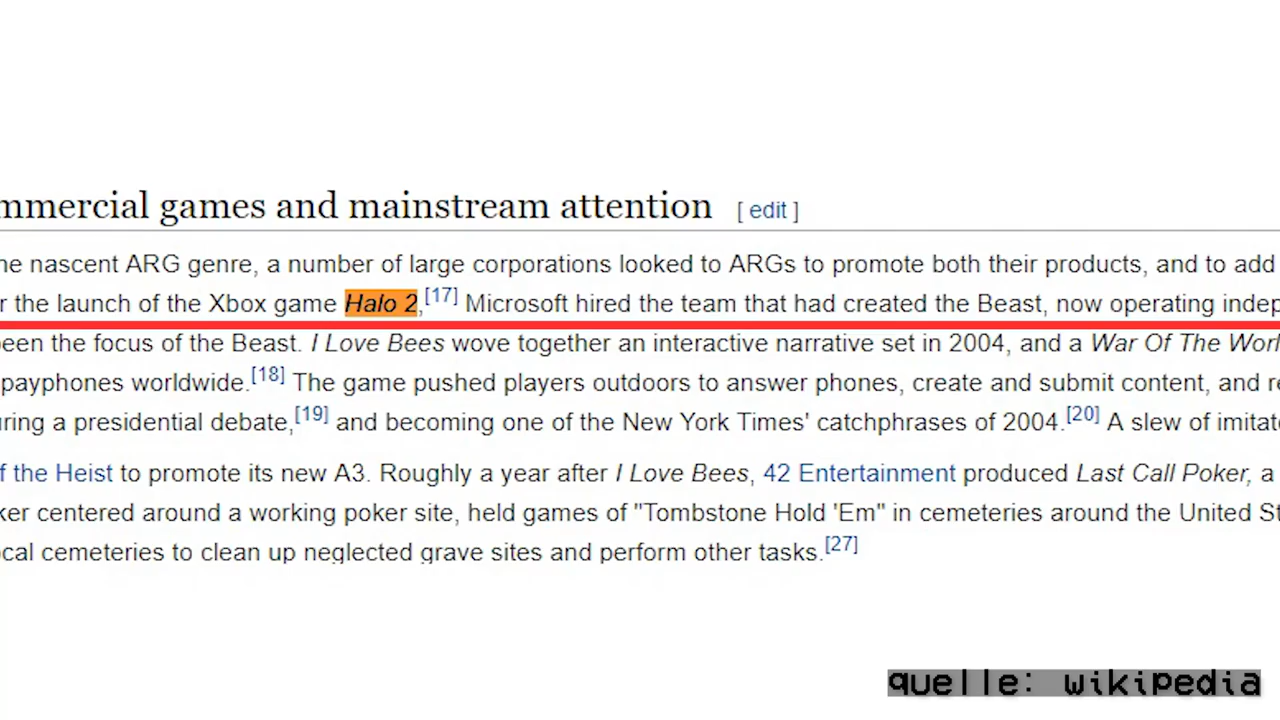 mmercial games and mainstream attention [ edit ]
he nascent ARG genre, a number of large corporations looked to ARGs to promote both their products, and to add
r the launch of the Xbox game Halo 2,[17] Microsoft hired the team that had created the Beast, now operating indep
een the focus of the Beast. I Love Bees wove together an interactive narrative set in 2004, and a War Of The Worl
payphones worldwide.[18] The game pushed players outdoors to answer phones, create and submit content, and re
ring a presidential debate,[19] and becoming one of the New York Times' catchphrases of 2004.[20] A slew of imitat
f the Heist to promote its new A3. Roughly a year after I Love Bees, 42 Entertainment produced Last Call Poker, a
ker centered around a working poker site, held games of "Tombstone Hold 'Em" in cemeteries around the United St
cal cemeteries to clean up neglected grave sites and perform other tasks.[27]
quelle: wikipedia